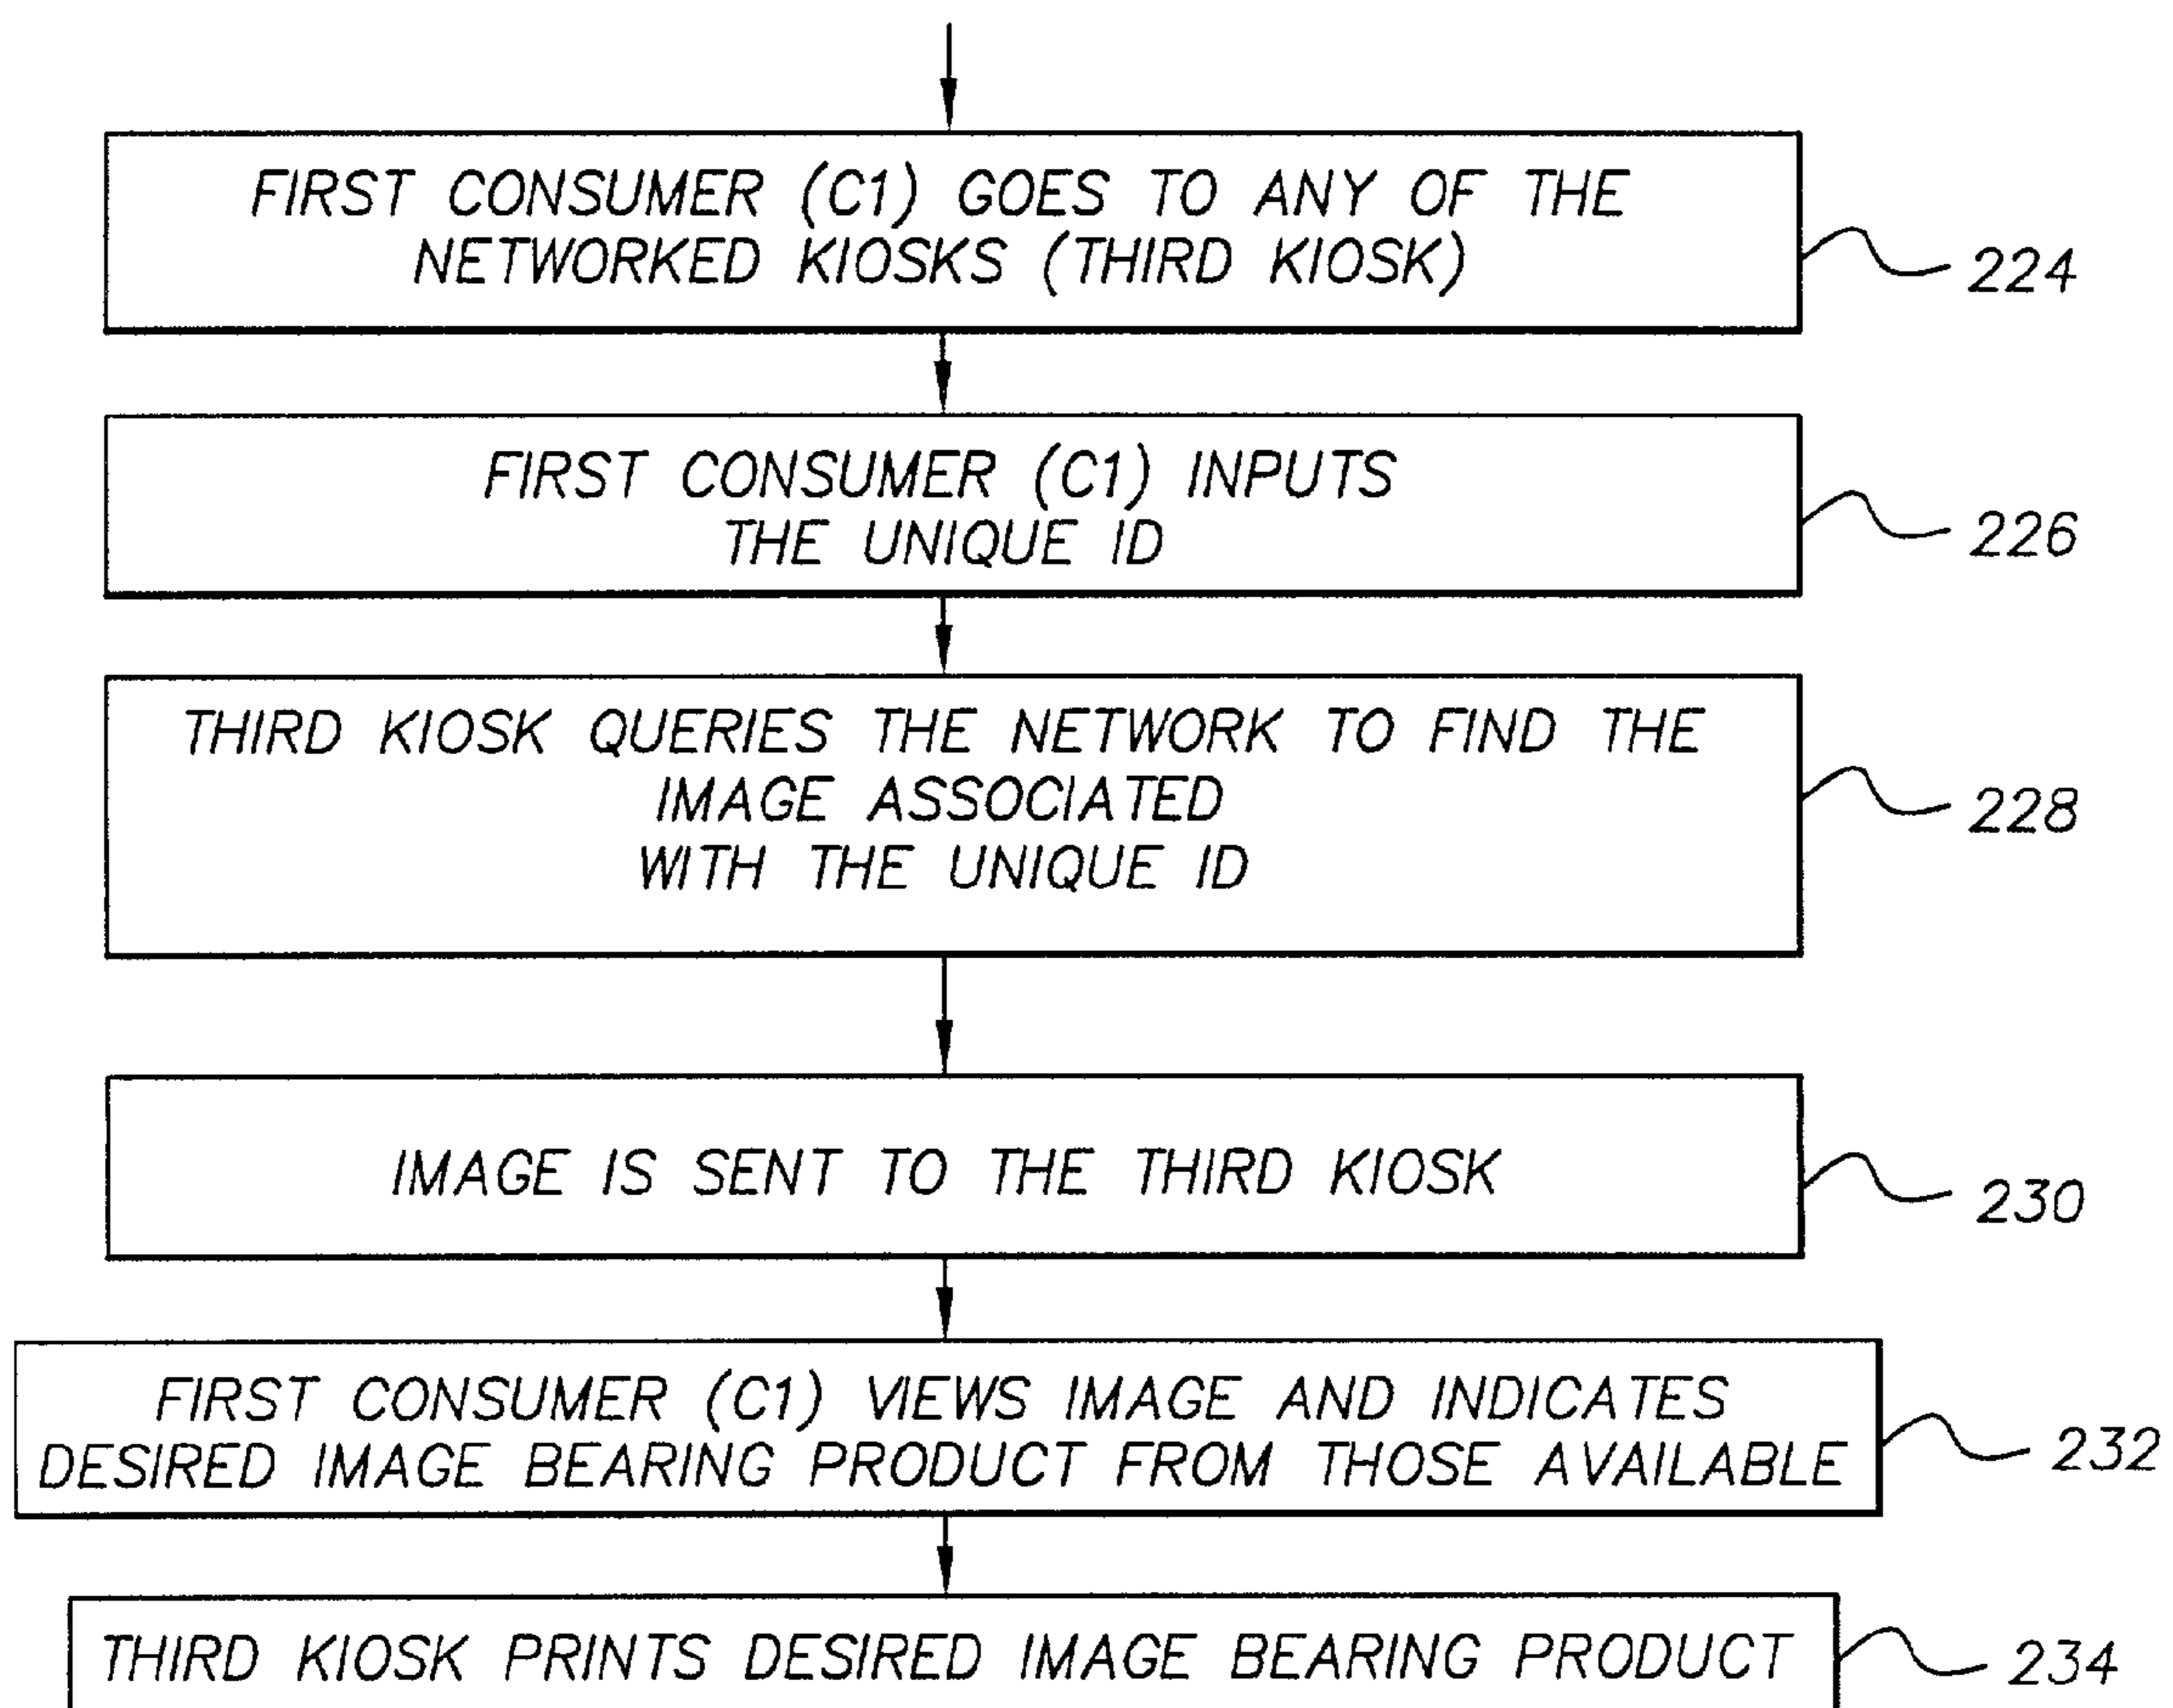 FIRST CONSUMER (C1) GOES TO ANY OF THE
NETWORKED KIOSKS (THIRD KIOSK)
224
FIRST CONSUMER (C1) INPUTS
THE UNIQUE ID
226
THIRD KIOSK QUERIES THE NETWORK TO FIND THE
IMAGE ASSOCIATED
WITH THE UNIQUE ID
228
IMAGE IS SENT TO THE THIRD KIOSK
230
FIRST CONSUMER (C1) VIEWS IMAGE AND INDICATES
DESIRED IMAGE BEARING PRODUCT FROM THOSE AVAILABLE
232
THIRD KIOSK PRINTS DESIRED IMAGE BEARING PRODUCT
234